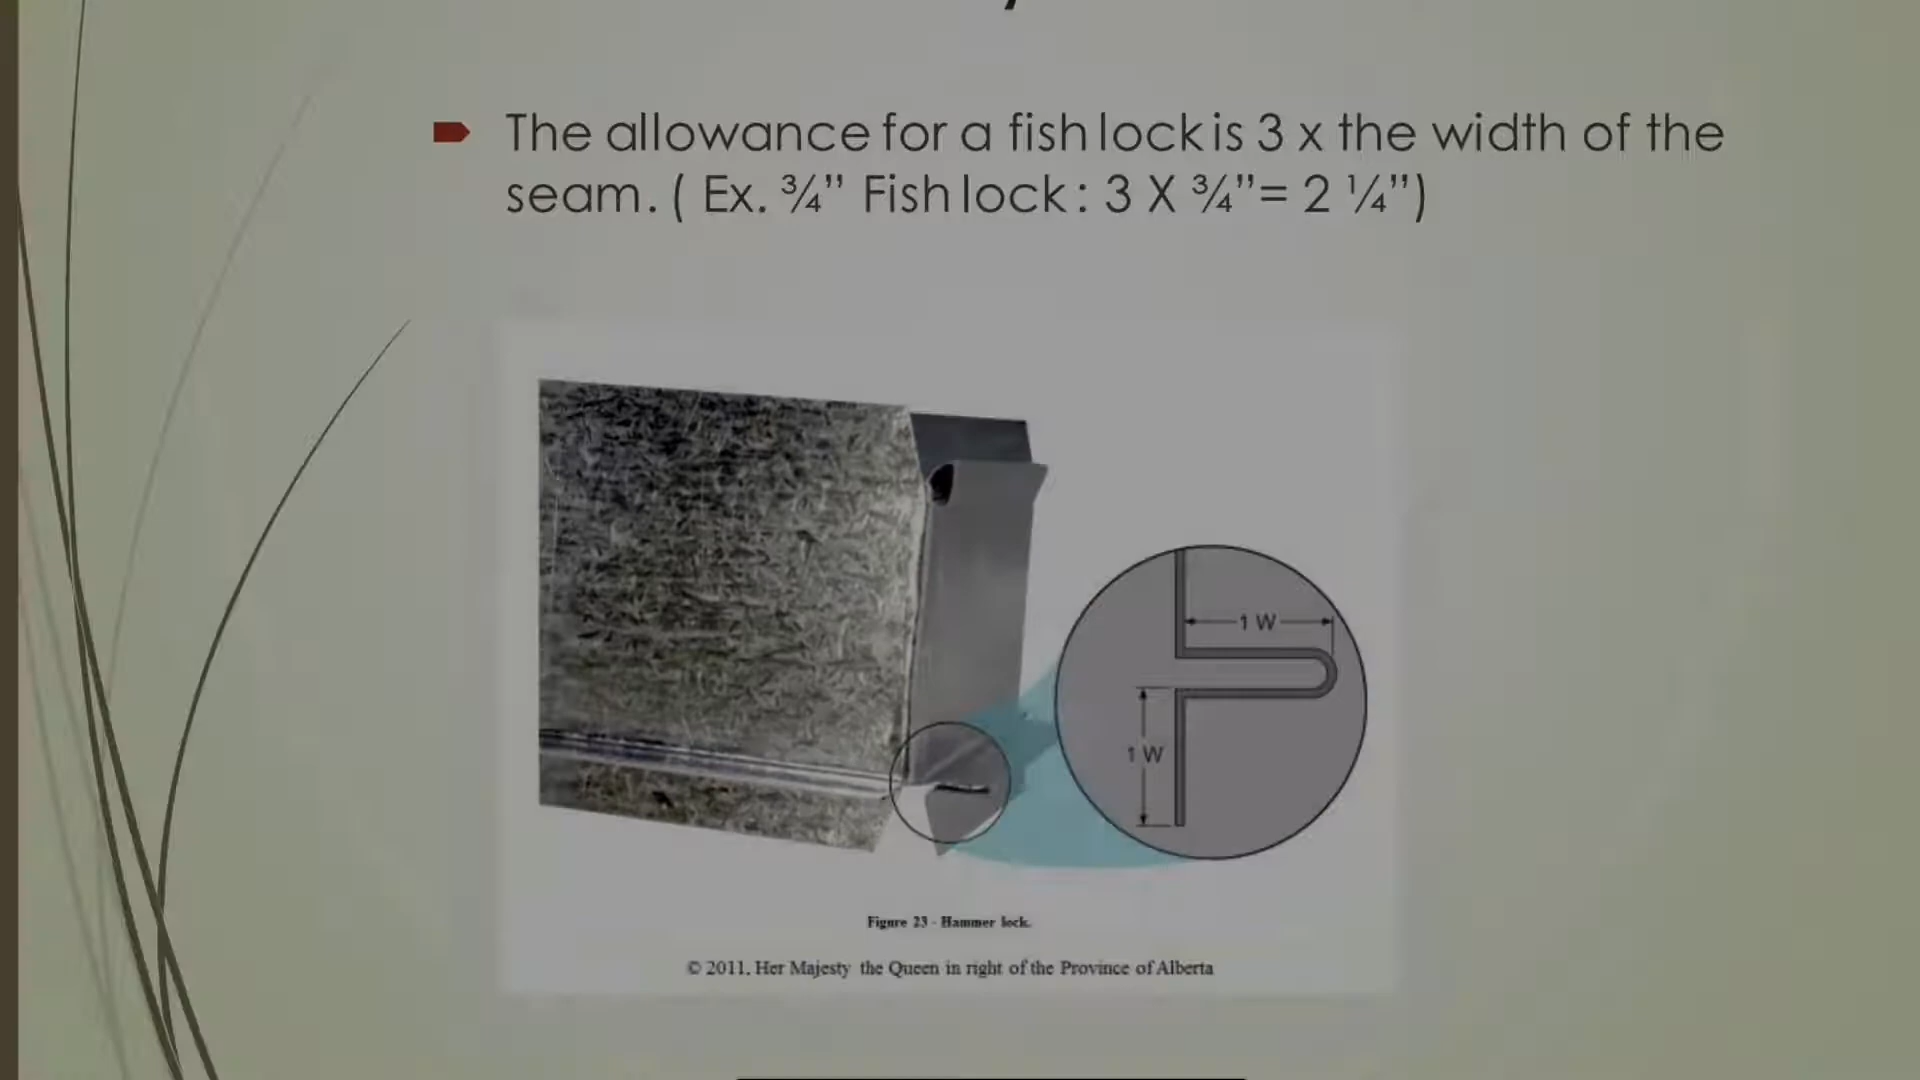 The allowance for a fish lock is 3 x the width of the
seam. ( Ex. ¾” Fish lock : 3 X ¾”= 2 ¼”)
1 W
1 W
Figure 23 - Hammer lock.
© 2011, Her Majesty the Queen in right of the Province of Alberta